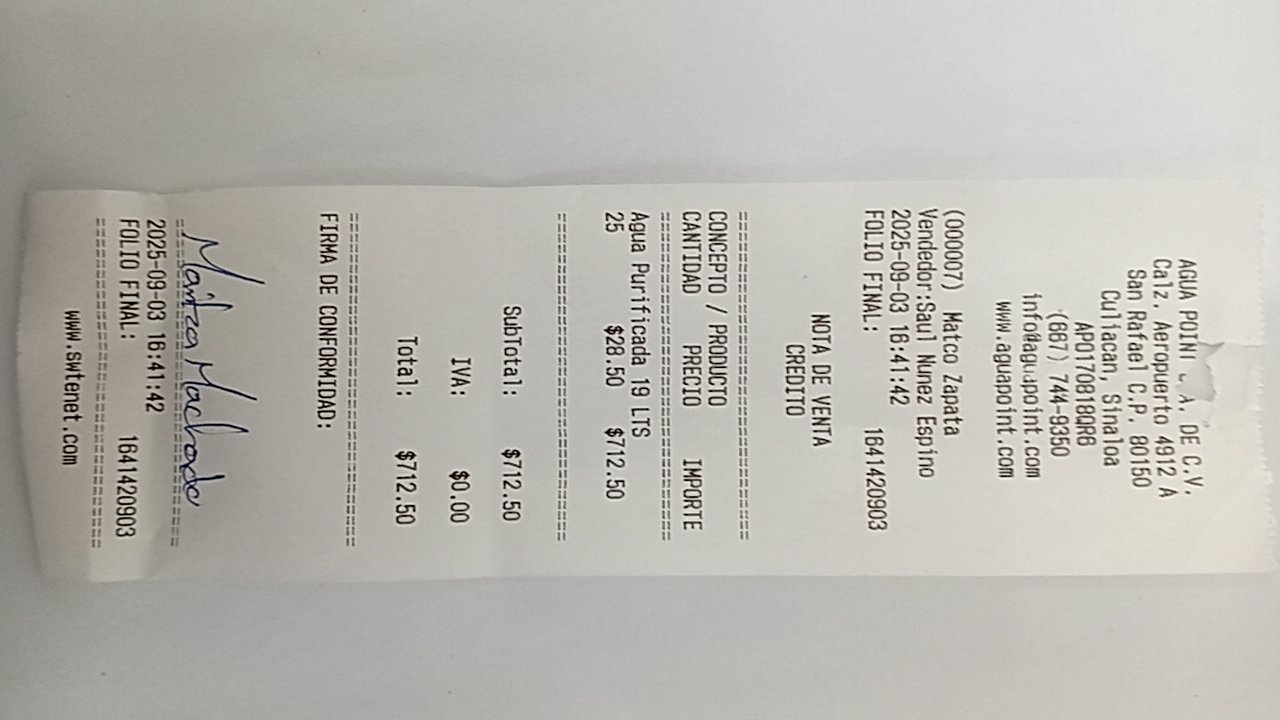 AGUA POINT S.A. DE C.V.
Calz. Aeropuerto 4912 A
San Rafael C.P. 80150
Culiacan, Sinaloa
APO170818QR6
(667) 744-9350
info@aguapoint.com
www.aguapoint.com
NOTA DE VENTA
CREDITO
(000007) Matco Zapata
Vendedor:Saul Nunez Espino
2025-09-03 16:41:42
FOLIO FINAL: 1641420903
CONCEPTO / PRODUCTO
CANTIDAD PRECIO IMPORTE
Agua Purificada 19 LTS
25 $28.50 $712.50
SubTotal: $712.50
IVA: $0.00
Total: $712.50
FIRMA DE CONFORMIDAD:
Maritza Machado
2025-09-03 16:41:42
FOLIO FINAL: 1641420903
www.swtenet.com